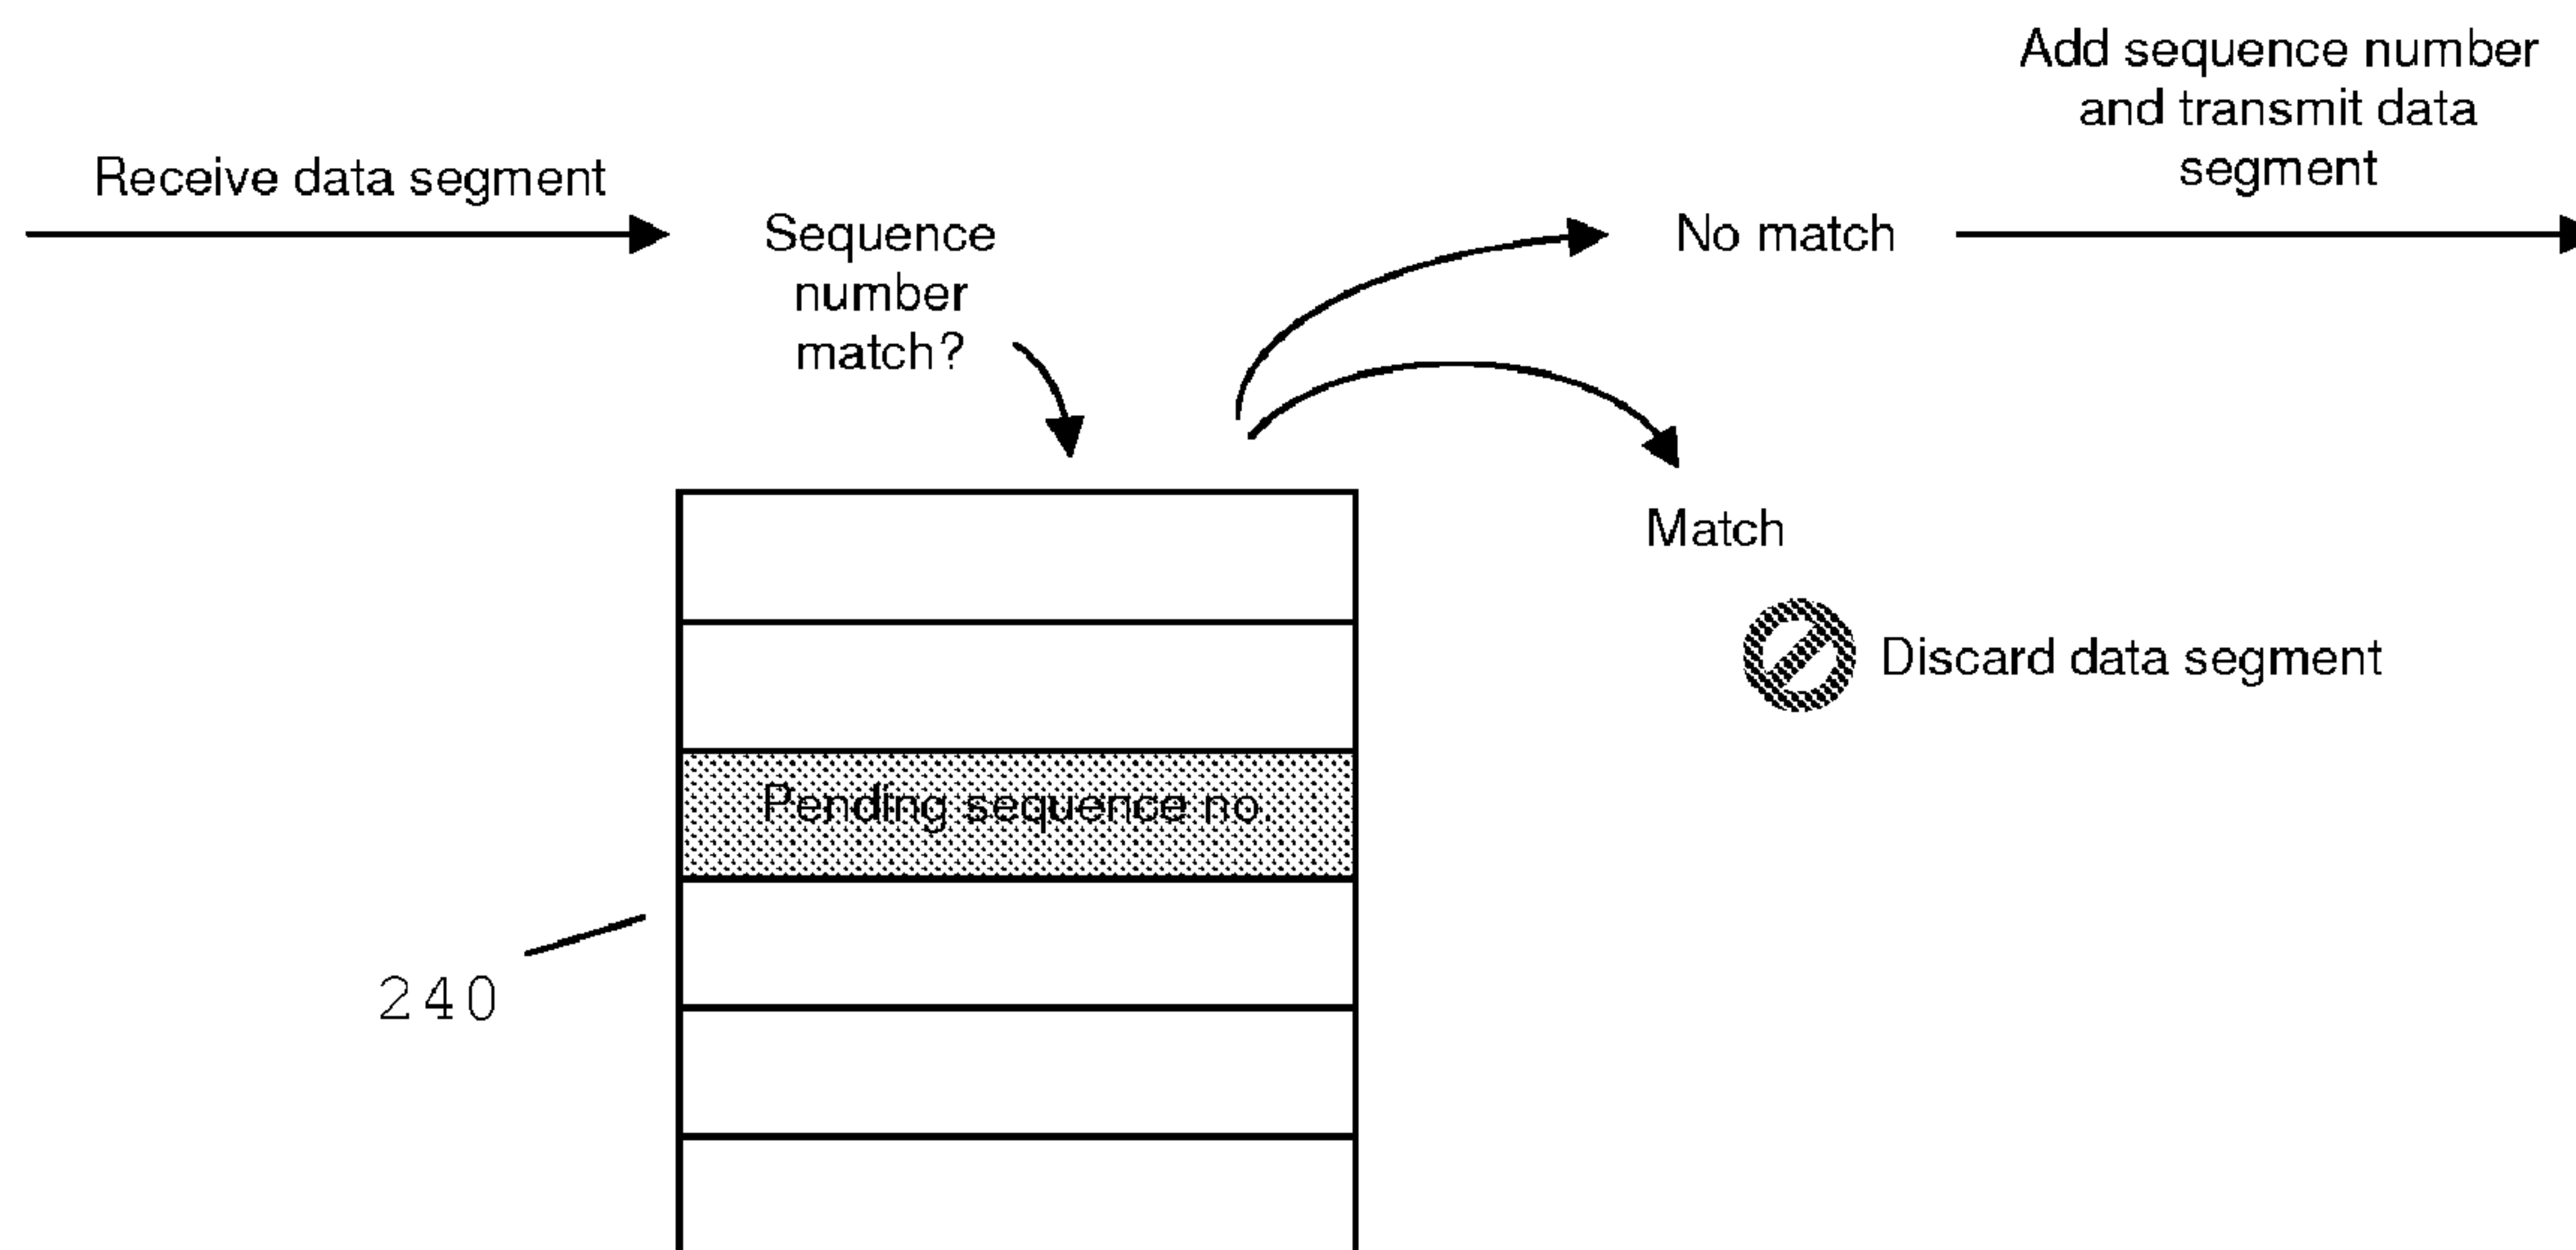 Receive data segment
Sequence
number
match?
No match
Add sequence number
and transmit data
segment
Match
Discard data segment
Pending sequence no.
240